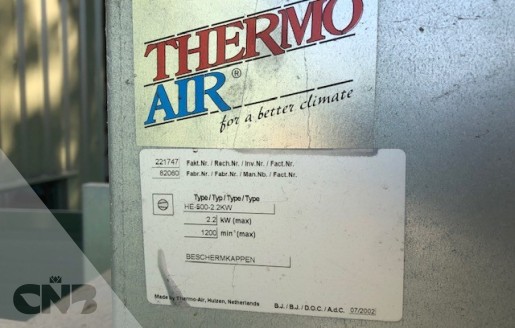 THERMO
AIR®
for a better climate
221747 Fakt.Nr. / Rech.Nr. / Inv.Nr. / Fact.Nr.
62060 Fabr.Nr. / Fabr.Nr. / Man.Nb. / Fact.Nr.
Type / Typ / Type / Type
HE-500-2.2KW
2.2 kW (max)
1200 min⁻¹ (max)
BESCHERMKAPPEN
Made by Thermo-Air, Huizen, Netherlands B.J. / B.J. / D.O.C. / A.d.C. 07/2002
CNB